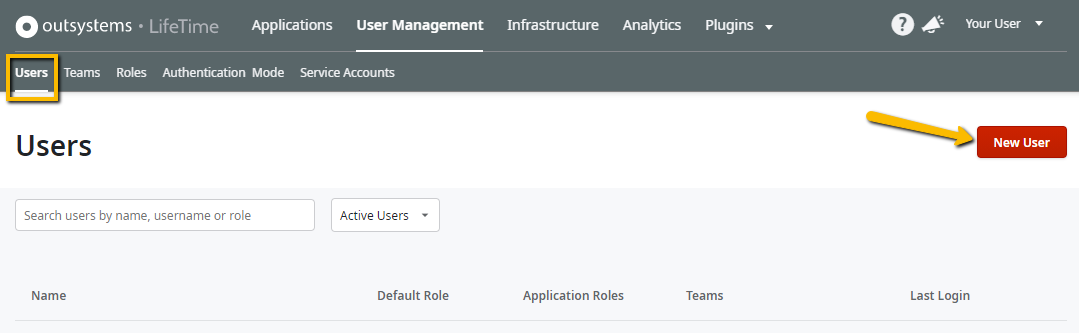 outsystems • LifeTime Applications User Management Infrastructure Analytics Plugins ? Your User
Users Teams Roles Authentication Mode Service Accounts
Users
New User
Search users by name, username or role Active Users
Name Default Role Application Roles Teams Last Login